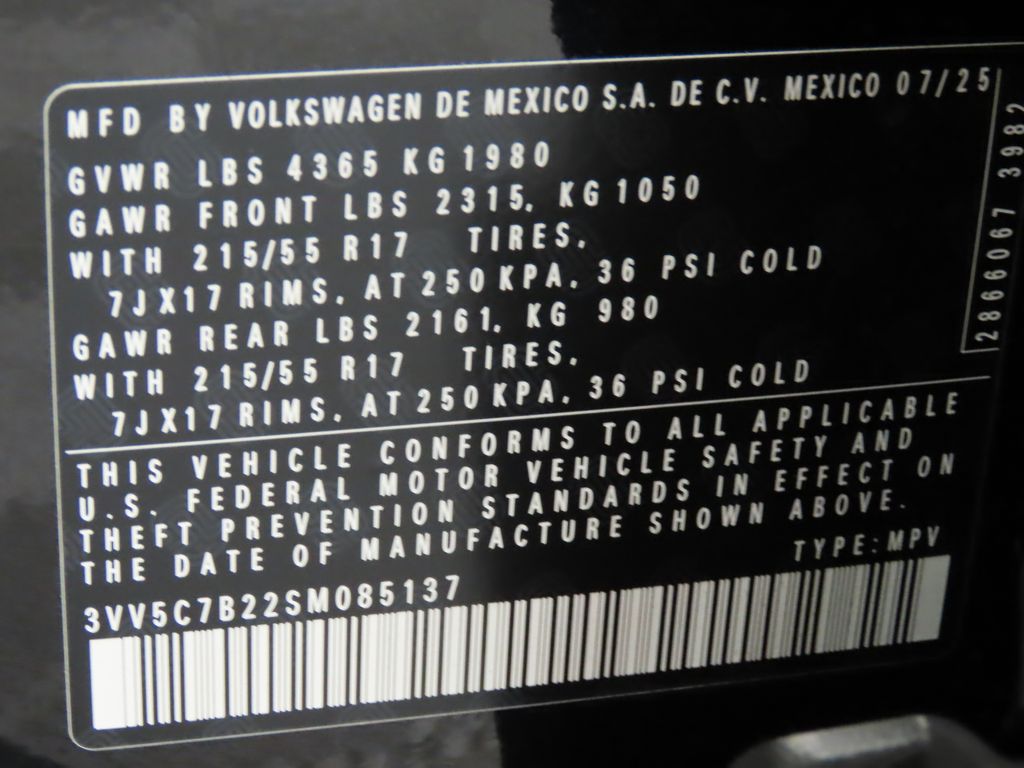 MFD BY VOLKSWAGEN DE MEXICO S.A. DE C.V. MEXICO 07/25
GVWR LBS 4365 KG 1980
GAWR FRONT LBS 2315, KG 1050
WITH 215/55 R17 TIRES,
7JX17 RIMS, AT 250 KPA, 36 PSI COLD
GAWR REAR LBS 2161, KG 980
WITH 215/55 R17 TIRES,
7JX17 RIMS, AT 250 KPA, 36 PSI COLD
THIS VEHICLE CONFORMS TO ALL APPLICABLE
U.S. FEDERAL MOTOR VEHICLE SAFETY AND
THEFT PREVENTION STANDARDS IN EFFECT ON
THE DATE OF MANUFACTURE SHOWN ABOVE.
TYPE: MPV
3VV5C7B22SM085137
2866067 3982